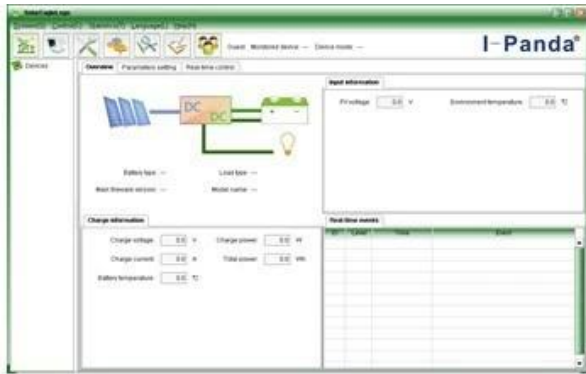 SolarEagleLogo
Guest Monitored device --- Device mode: ---
I-Panda
Devices
Overview Parameters setting Real-time control
Input information
PV voltage 0.0 V Environment temperature 0.0 ℃
DC
DC
Battery type: ---
Load type: ---
Main firmware version: ---
Model name: ---
Charge information
Charge voltage 0.0 V Charge power 0.0 W
Charge current 0.0 A Total power 0.0
Battery temperature 0.0 ℃
Real-time events
ID Level Time Event